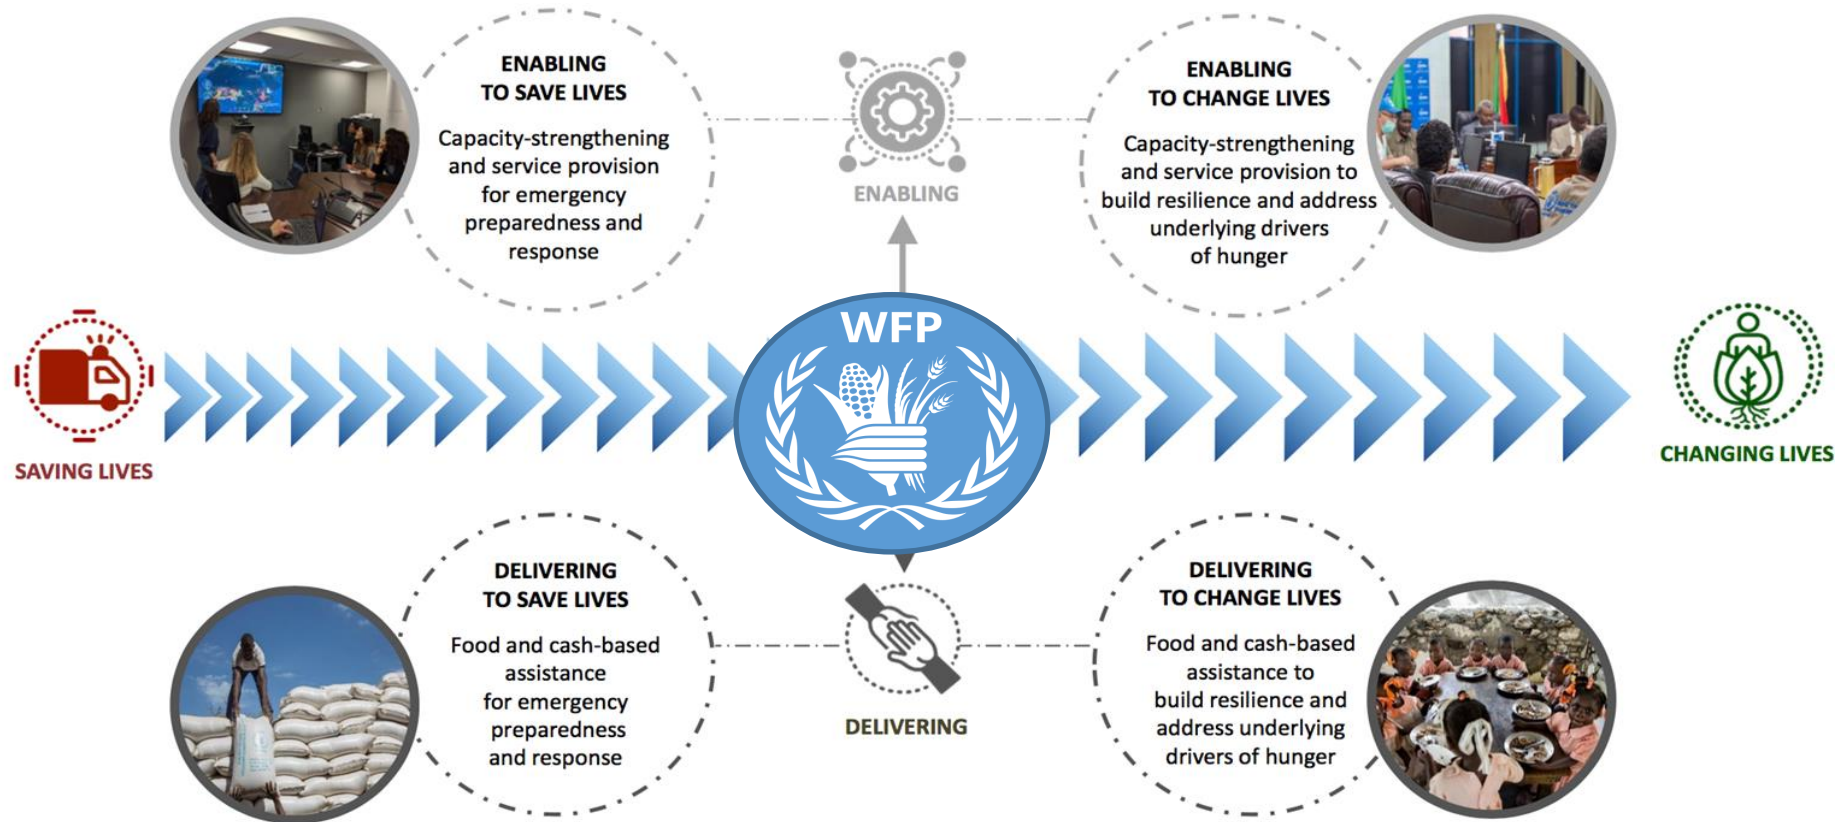 ENABLING
TO SAVE LIVES
Capacity-strengthening
and service provision
for emergency
preparedness and
response
ENABLING
ENABLING
TO CHANGE LIVES
Capacity-strengthening
and service provision to
build resilience and address
underlying drivers
of hunger
SAVING LIVES
WFP
CHANGING LIVES
DELIVERING
TO SAVE LIVES
Food and cash-based
assistance
for emergency
preparedness
and response
DELIVERING
DELIVERING
TO CHANGE LIVES
Food and cash-based
assistance to
build resilience and
address underlying
drivers of hunger